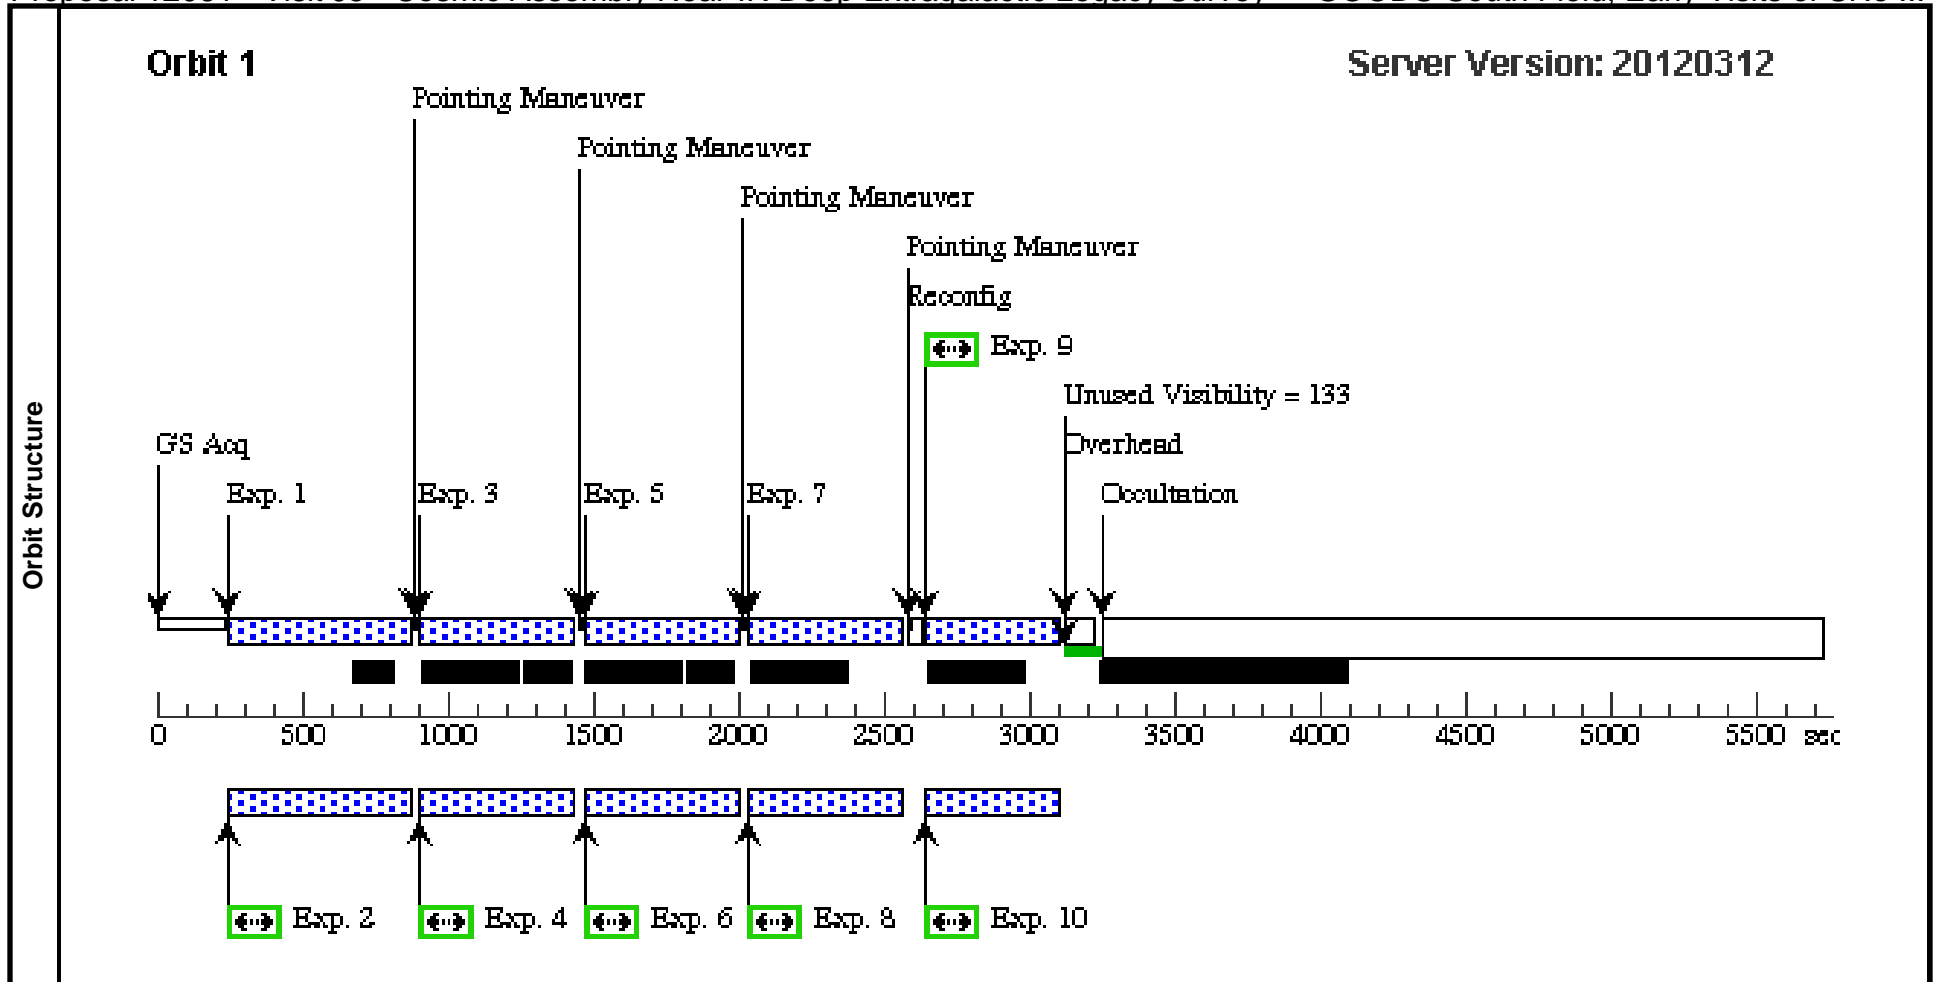 Orbit Structure
Orbit 1
Server Version: 20120312
Pointing Maneuver
Pointing Maneuver
Pointing Maneuver
Pointing Maneuver
Reconfig
Exp. 9
Unused Visibility = 133
Overhead
GS Acq
Exp. 1
Exp. 3
Exp. 5
Exp. 7
Occultation
0 500 1000 1500 2000 2500 3000 3500 4000 4500 5000 5500 sec
Exp. 2
Exp. 4
Exp. 6
Exp. 8
Exp. 10